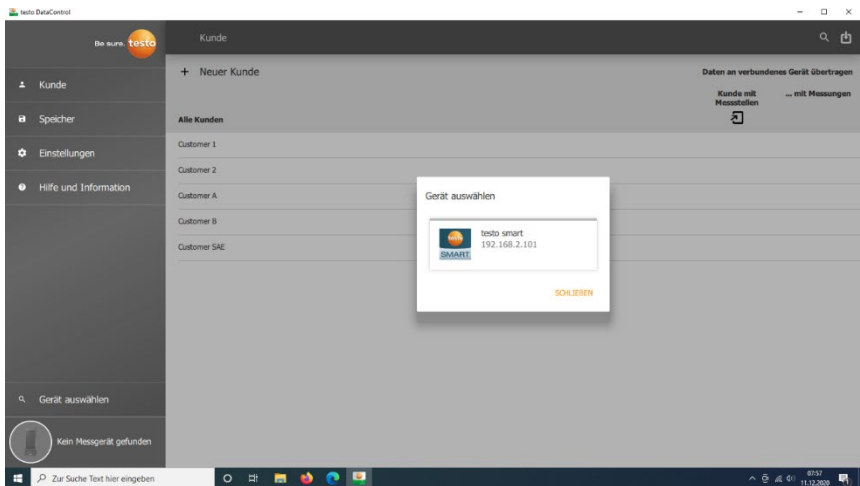 testo DataControl
Be sure. testo
Kunde
Kunde
Speicher
Einstellungen
Hilfe und Information
+ Neuer Kunde
Daten an verbundenes Gerät übertragen
Kunde mit
Messstellen
... mit Messungen
Alle Kunden
Customer 1
Customer 2
Customer A
Customer B
Customer SAE
Gerät auswählen
testo
SMART
testo smart
192.168.2.101
SCHLIEßEN
Gerät auswählen
Kein Messgerät gefunden
Zur Suche Text hier eingeben
07:57
11.12.2020